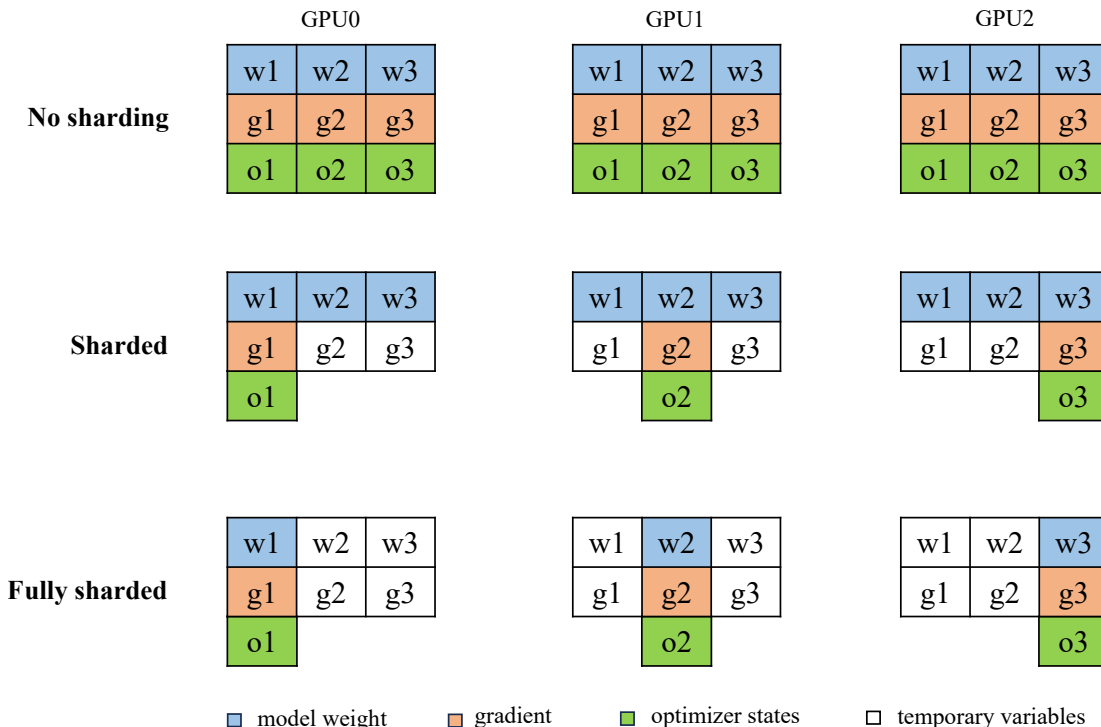 GPU0 GPU1 GPU2
w1 w2 w3 w1 w2 w3 w1 w2 w3
No sharding g1 g2 g3 g1 g2 g3 g1 g2 g3
o1 o2 o3 o1 o2 o3 o1 o2 o3
w1 w2 w3 w1 w2 w3 w1 w2 w3
Sharded g1 g2 g3 g1 g2 g3 g1 g2 g3
o1 o2 o3
w1 w2 w3 w1 w2 w3 w1 w2 w3
Fully sharded g1 g2 g3 g1 g2 g3 g1 g2 g3
o1 o2 o3
model weight gradient optimizer states temporary variables